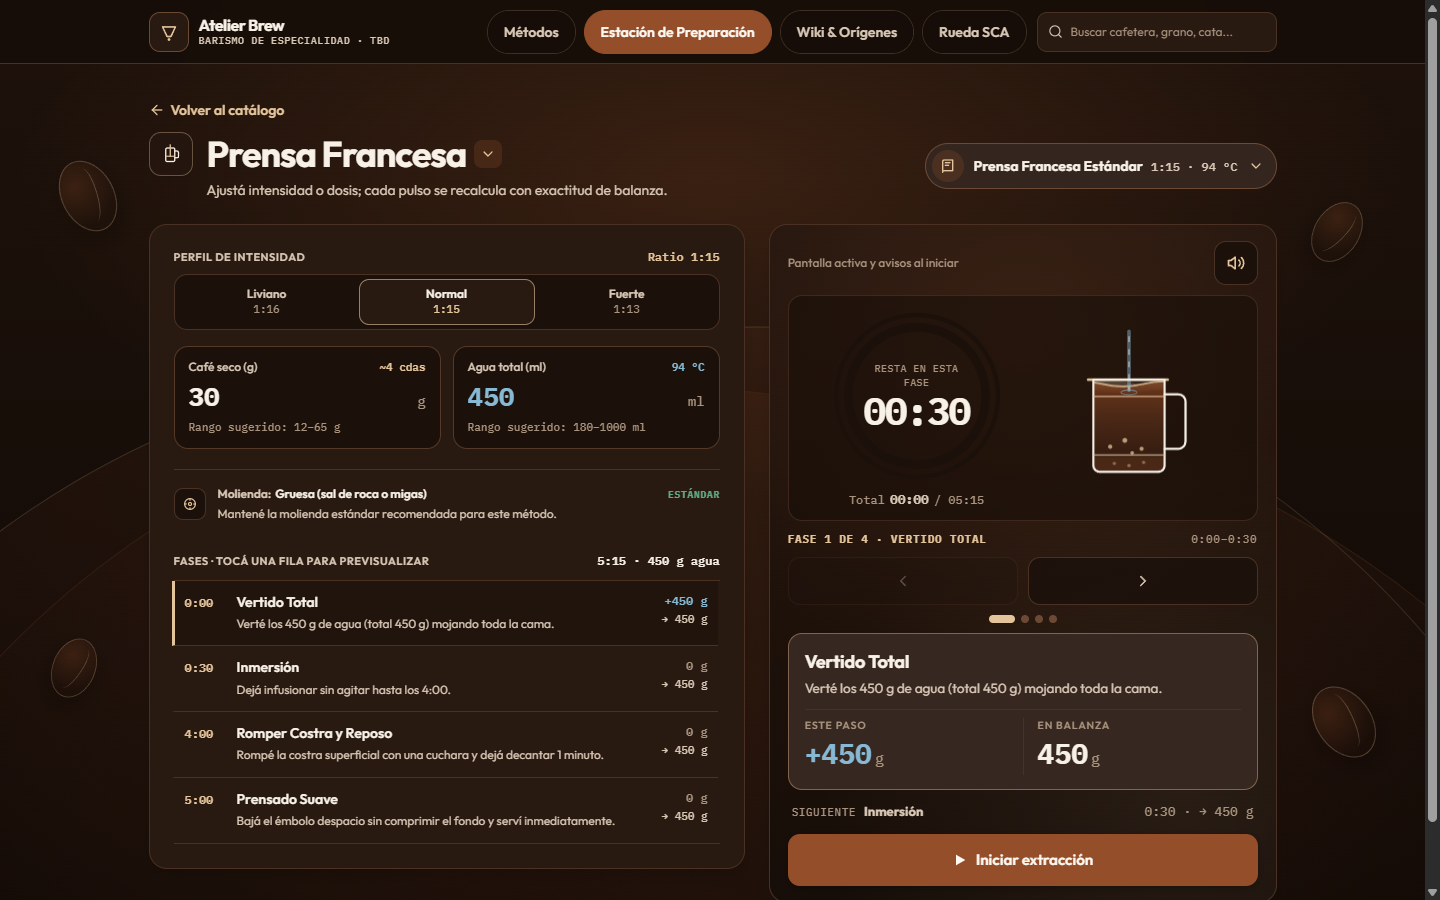 Atelier Brew
BARISMO DE ESPECIALIDAD · TBD
Métodos
Estación de Preparación
Wiki & Orígenes
Rueda SCA
Buscar cafetera, grano, cata...
← Volver al catálogo
Prensa Francesa
Ajustá intensidad o dosis; cada pulso se recalcula con exactitud de balanza.
Prensa Francesa Estándar 1:15 · 94 °C
PERFIL DE INTENSIDAD
Ratio 1:15
Liviano
1:16
Normal
1:15
Fuerte
1:13
Café seco (g)
~4 cdas
30
g
Rango sugerido: 12–65 g
Agua total (ml)
94 °C
450
ml
Rango sugerido: 180–1000 ml
Molienda: Gruesa (sal de roca o migas)
ESTÁNDAR
Mantené la molienda estándar recomendada para este método.
FASES · TOCÁ UNA FILA PARA PREVISUALIZAR
5:15 · 450 g agua
0:00
Vertido Total
+450 g
Verté los 450 g de agua (total 450 g) mojando toda la cama.
→ 450 g
0:30
Inmersión
0 g
Dejá infusionar sin agitar hasta los 4:00.
→ 450 g
4:00
Romper Costra y Reposo
0 g
Rompé la costra superficial con una cuchara y dejá decantar 1 minuto.
→ 450 g
5:00
Prensado Suave
0 g
Bajá el émbolo despacio sin comprimir el fondo y serví inmediatamente.
→ 450 g
Pantalla activa y avisos al iniciar
RESTA EN ESTA
FASE
00:30
Total 00:00 / 05:15
FASE 1 DE 4 · VERTIDO TOTAL
0:00–0:30
Vertido Total
Verté los 450 g de agua (total 450 g) mojando toda la cama.
ESTE PASO
+450 g
EN BALANZA
450 g
SIGUIENTE Inmersión
0:30 · → 450 g
Iniciar extracción